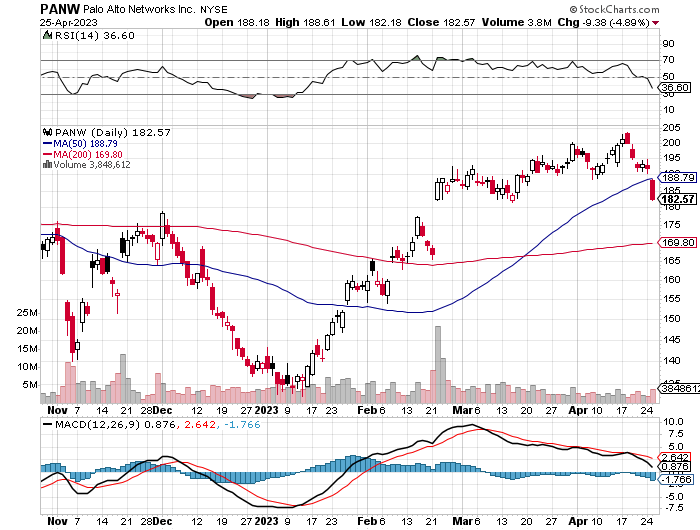 PANW Palo Alto Networks Inc. NYSE © StockCharts.com
25-Apr-2023 Open 188.18 High 188.61 Low 182.18 Close 182.57 Volume 3.8M Chg -9.38 (-4.89%)
RSI(14) 36.60
90
70
50
36.60
30
10
PANW (Daily) 182.57
MA(50) 188.79
MA(200) 169.80
Volume 3,848,612
205
200
195
190
188.79
185
182.57
180
175
169.80
165
160
155
150
145
140
25M
20M
15M
10M
5M
3848612
Nov 7 14 21 28 Dec 12 19 27 2023 9 17 23 Feb 6 13 21 Mar 6 13 20 27 Apr 10 17 24
MACD(12,26,9) 0.876, 2.642, -1.766
10.0
7.5
5.0
2.642
0.876
-1.766
-5.0
-7.5
Nov 7 14 21 28 Dec 12 19 27 2023 9 17 23 Feb 6 13 21 Mar 6 13 20 27 Apr 10 17 24